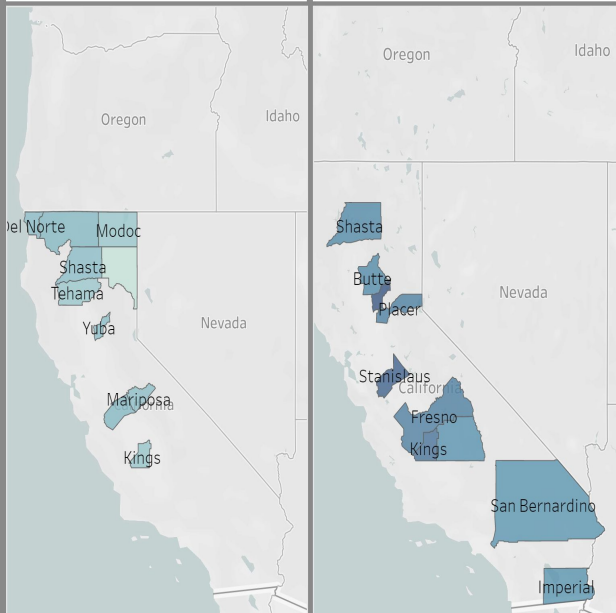 Oregon
Idaho
Del Norte
Modoc
Shasta
Tehama
Yuba
Nevada
Mariposa
California
Kings
Oregon
Idaho
Shasta
Butte
Placer
Nevada
Stanislaus
California
Fresno
Kings
San Bernardino
Imperial